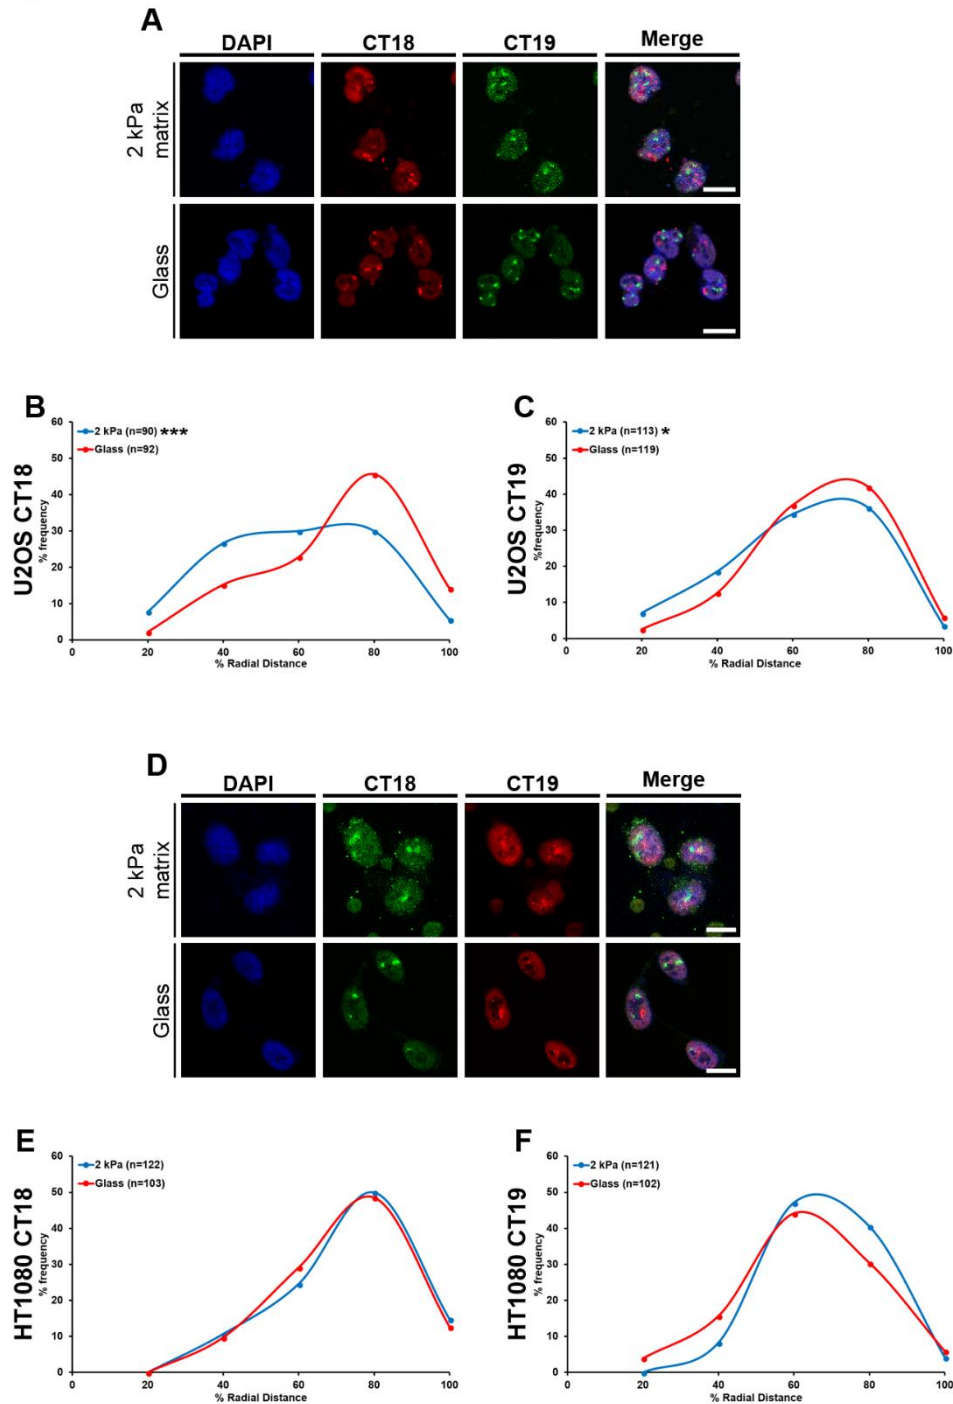 A
DAPI CT18 CT19 Merge
2 kPa
matrix
Glass
B
U2OS CT18
% frequency
60
50
40
30
20
10
0
2 kPa (n=90) ***
Glass (n=92)
0 20 40 60 80 100
% Radial Distance
C
U2OS CT19
%frequency
60
50
40
30
20
10
0
2 kPa (n=113) *
Glass (n=119)
0 20 40 60 80 100
% Radial Distance
D
DAPI CT18 CT19 Merge
2 kPa
matrix
Glass
E
HT1080 CT18
% frequency
60
50
40
30
20
10
0
2 kPa (n=122)
Glass (n=103)
0 20 40 60 80 100
% Radial Distance
F
HT1080 CT19
% frequency
60
50
40
30
20
10
0
2 kPa (n=121)
Glass (n=102)
0 20 40 60 80 100
% Radial Distance